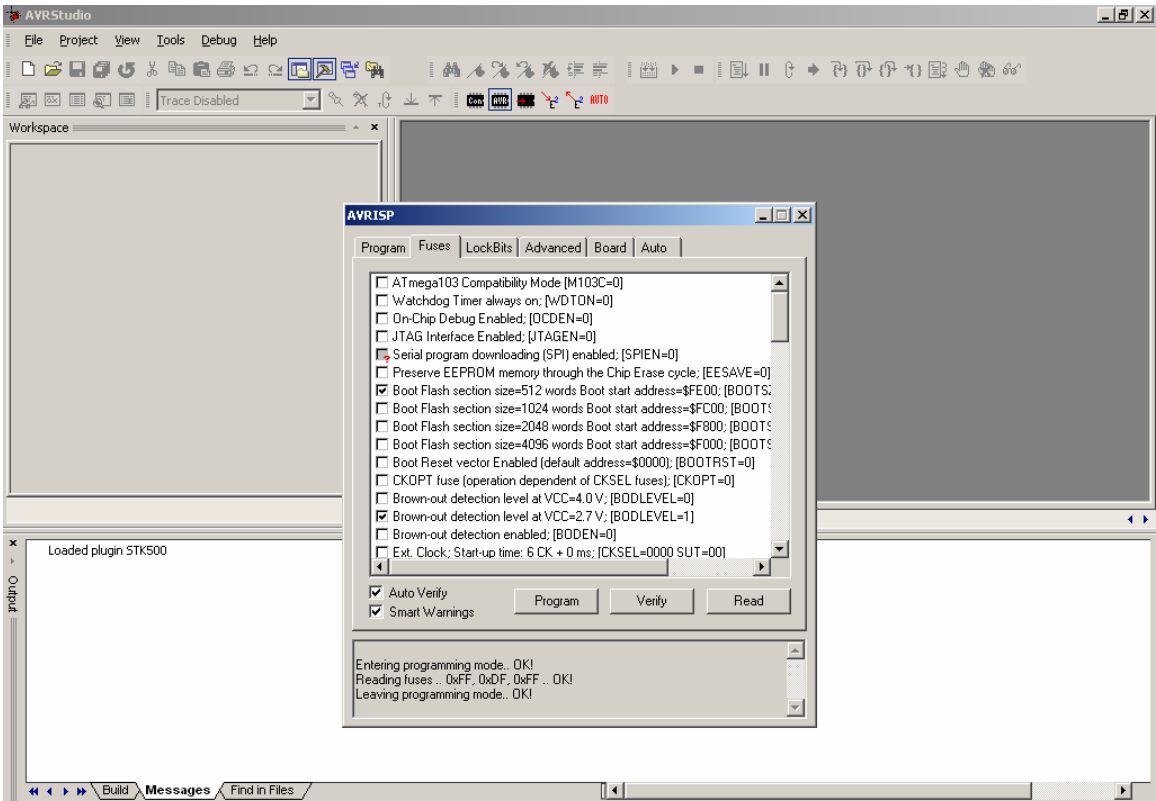 AVRStudio
File Project View Tools Debug Help
Trace Disabled Con AVR E² E² AUTO
Workspace
AVRISP
Program Fuses LockBits Advanced Board Auto
ATmega103 Compatibility Mode [M103C=0]
Watchdog Timer always on; [WDTON=0]
On-Chip Debug Enabled; [OCDEN=0]
JTAG Interface Enabled; [JTAGEN=0]
Serial program downloading (SPI) enabled; [SPIEN=0]
Preserve EEPROM memory through the Chip Erase cycle; [EESAVE=0]
Boot Flash section size=512 words Boot start address=$FE00; [BOOTSZ
Boot Flash section size=1024 words Boot start address=$FC00; [BOOTS
Boot Flash section size=2048 words Boot start address=$F800; [BOOTS
Boot Flash section size=4096 words Boot start address=$F000; [BOOTS
Boot Reset vector Enabled (default address=$0000); [BOOTRST=0]
CKOPT fuse (operation dependent of CKSEL fuses); [CKOPT=0]
Brown-out detection level at VCC=4.0 V; [BODLEVEL=0]
Brown-out detection level at VCC=2.7 V; [BODLEVEL=1]
Brown-out detection enabled; [BODEN=0]
Ext. Clock; Start-up time: 6 CK + 0 ms; [CKSEL=0000 SUT=00]
Auto Verify
Smart Warnings
Program Verify Read
Entering programming mode.. OK!
Reading fuses .. 0xFF, 0xDF, 0xFF .. OK!
Leaving programming mode.. OK!
Output
Loaded plugin STK500
Build Messages Find in Files